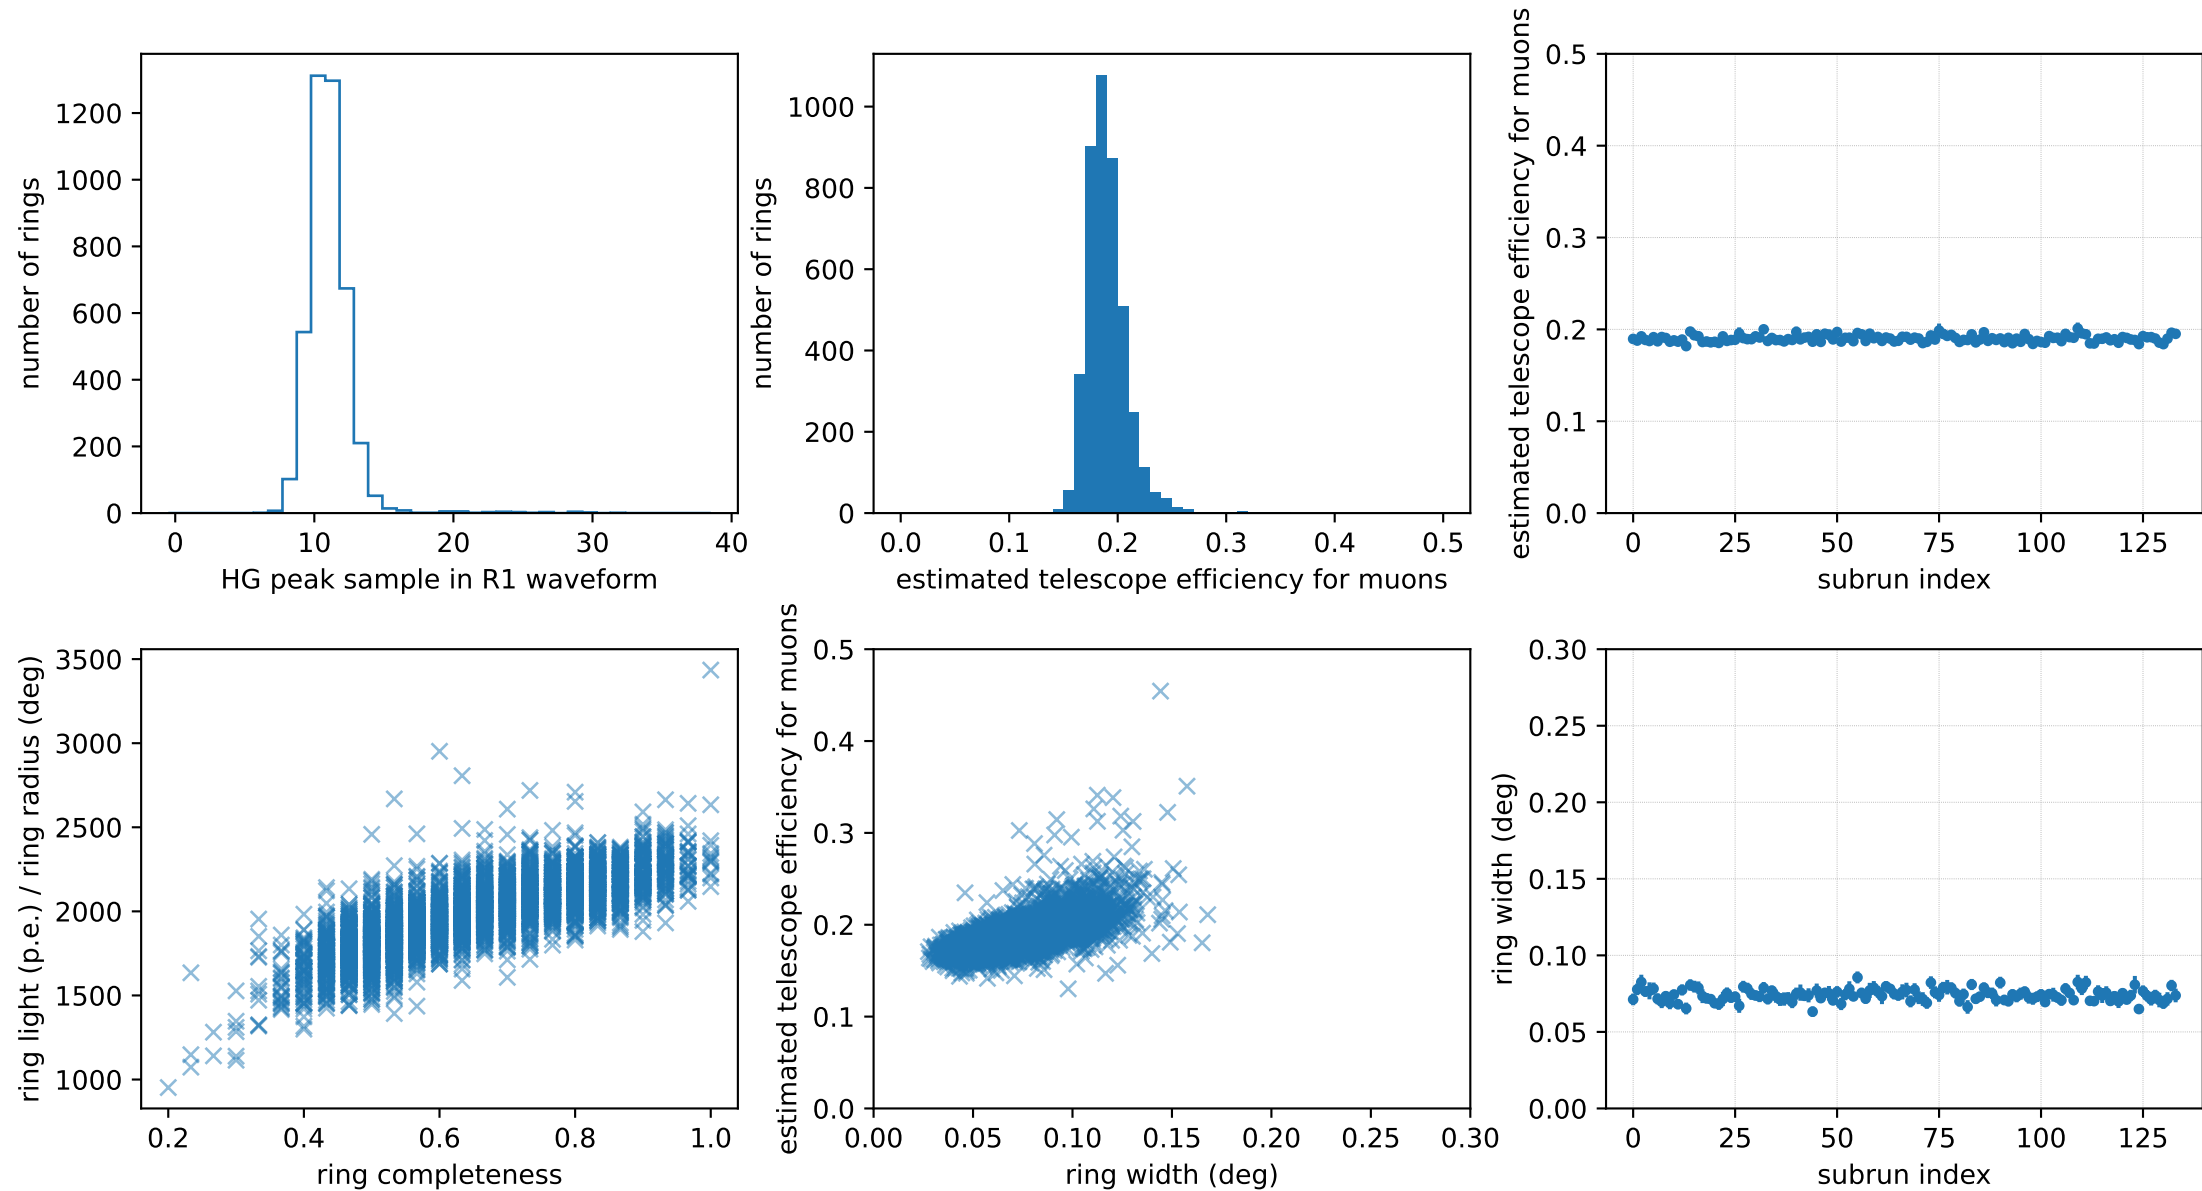 1200
1000
800
600
400
200
0
number of rings
0 10 20 30 40
HG peak sample in R1 waveform
1000
800
600
400
200
0
number of rings
0.0 0.1 0.2 0.3 0.4 0.5
estimated telescope efficiency for muons
0.5
0.4
0.3
0.2
0.1
0.0
estimated telescope efficiency for muons
0 25 50 75 100 125
subrun index
3500
3000
2500
2000
1500
1000
ring light (p.e.) / ring radius (deg)
0.2 0.4 0.6 0.8 1.0
ring completeness
0.5
0.4
0.3
0.2
0.1
0.0
estimated telescope efficiency for muons
0.00 0.05 0.10 0.15 0.20 0.25 0.30
ring width (deg)
0.30
0.25
0.20
0.15
0.10
0.05
0.00
ring width (deg)
0 25 50 75 100 125
subrun index